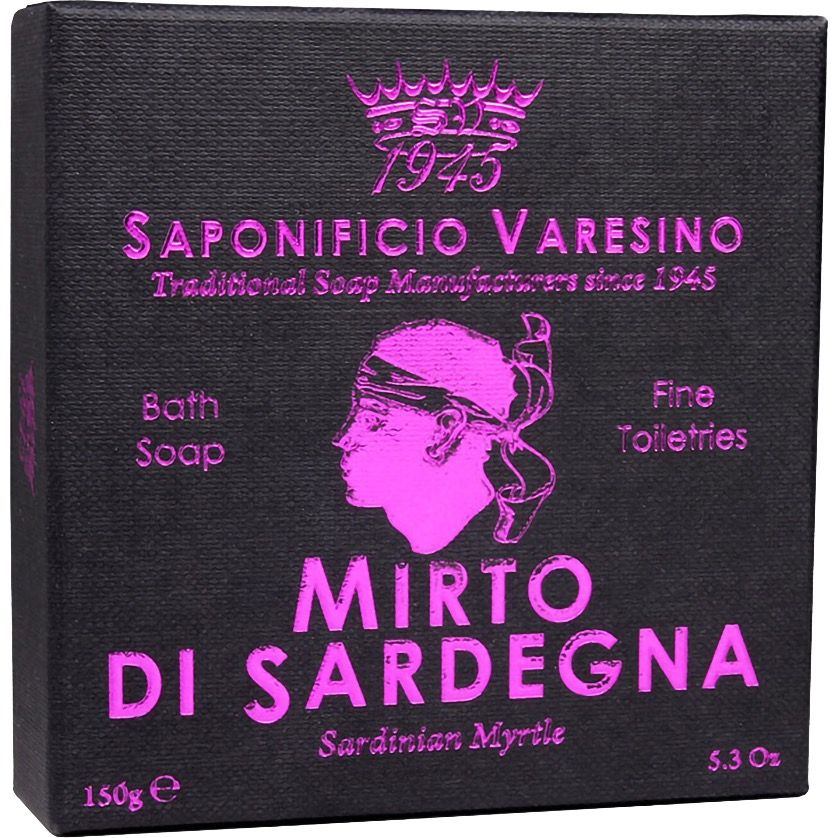 1945
SAPONIFICIO VARESINO
Traditional Soap Manufacturers since 1945
Bath
Soap
Fine
Toiletries
MIRTO
DI SARDEGNA
Sardinian Myrtle
150g ℮
5.3 Oz